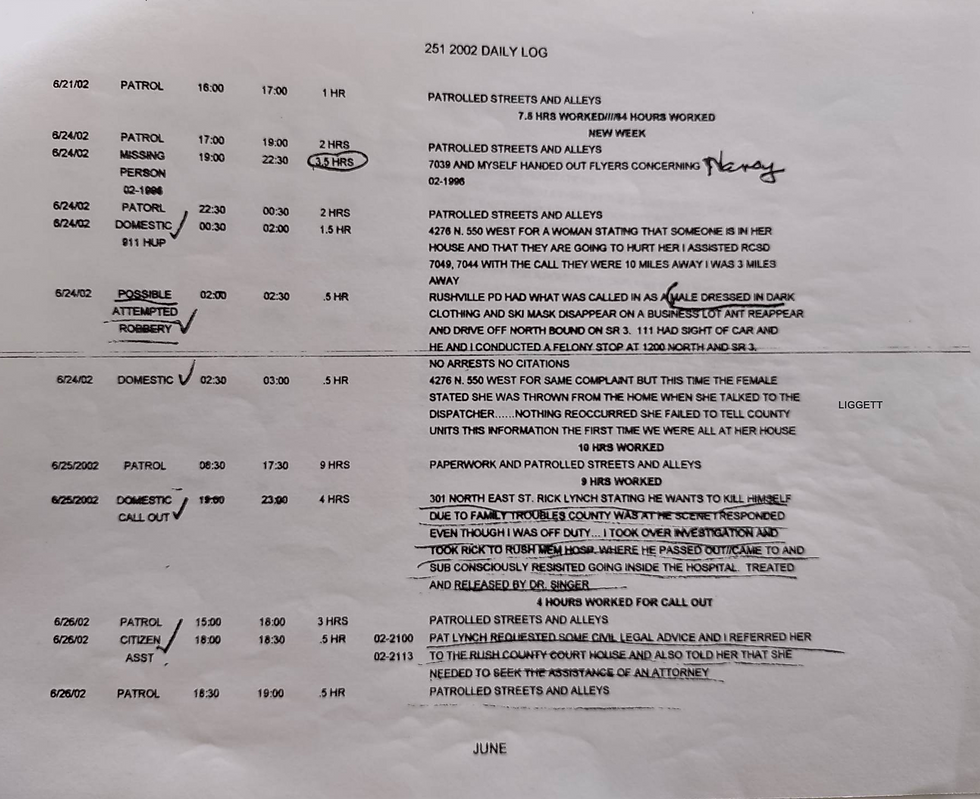 251 2002 DAILY LOG
6/21/02 PATROL 16:00 17:00 1 HR PATROLLED STREETS AND ALLEYS
7.5 HRS WORKED////84 HOURS WORKED
NEW WEEK
6/24/02 PATROL 17:00 19:00 2 HRS PATROLLED STREETS AND ALLEYS
6/24/02 MISSING 19:00 22:30 3.5 HRS 7039 AND MYSELF HANDED OUT FLYERS CONCERNING Nancy
PERSON 02-1996
02-1996
6/24/02 PATORL 22:30 00:30 2 HRS PATROLLED STREETS AND ALLEYS
6/24/02 DOMESTIC 00:30 02:00 1.5 HR 4276 N. 550 WEST FOR A WOMAN STATING THAT SOMEONE IS IN HER
911 HUP HOUSE AND THAT THEY ARE GOING TO HURT HER I ASSISTED RCSD
7049, 7044 WITH THE CALL THEY WERE 10 MILES AWAY I WAS 3 MILES
AWAY
6/24/02 POSSIBLE 02:00 02:30 .5 HR RUSHVILLE PD HAD WHAT WAS CALLED IN AS A MALE DRESSED IN DARK
ATTEMPTED CLOTHING AND SKI MASK DISAPPEAR ON A BUSINESS LOT ANT REAPPEAR
ROBBERY AND DRIVE OFF NORTH BOUND ON SR 3. 111 HAD SIGHT OF CAR AND
HE AND I CONDUCTED A FELONY STOP AT 1200 NORTH AND SR 3.
NO ARRESTS NO CITATIONS
6/24/02 DOMESTIC 02:30 03:00 .5 HR 4276 N. 550 WEST FOR SAME COMPLAINT BUT THIS TIME THE FEMALE
STATED SHE WAS THROWN FROM THE HOME WHEN SHE TALKED TO THE
LIGGETT
DISPATCHER......NOTHING REOCCURRED SHE FAILED TO TELL COUNTY
UNITS THIS INFORMATION THE FIRST TIME WE WERE ALL AT HER HOUSE
10 HRS WORKED
6/25/2002 PATROL 08:30 17:30 9 HRS PAPERWORK AND PATROLLED STREETS AND ALLEYS
9 HRS WORKED
6/25/2002 DOMESTIC 19:00 23:00 4 HRS 301 NORTH EAST ST. RICK LYNCH STATING HE WANTS TO KILL HIMSELF
CALL OUT DUE TO FAMILY TROUBLES COUNTY WAS AT HE SCENE I RESPONDED
EVEN THOUGH I WAS OFF DUTY... I TOOK OVER INVESTIGATION AND
TOOK RICK TO RUSH MEM HOSP. WHERE HE PASSED OUT//CAME TO AND
SUB CONSCIOUSLY RESISITED GOING INSIDE THE HOSPITAL. TREATED
AND RELEASED BY DR. SINGER
4 HOURS WORKED FOR CALL OUT
6/26/02 PATROL 15:00 18:00 3 HRS PATROLLED STREETS AND ALLEYS
6/26/02 CITIZEN 18:00 18:30 .5 HR 02-2100 PAT LYNCH REQUESTED SOME CIVIL LEGAL ADVICE AND I REFERRED HER
ASST 02-2113 TO THE RUSH COUNTY COURT HOUSE AND ALSO TOLD HER THAT SHE
NEEDED TO SEEK THE ASSISTANCE OF AN ATTORNEY
6/26/02 PATROL 18:30 19:00 .5 HR PATROLLED STREETS AND ALLEYS
JUNE